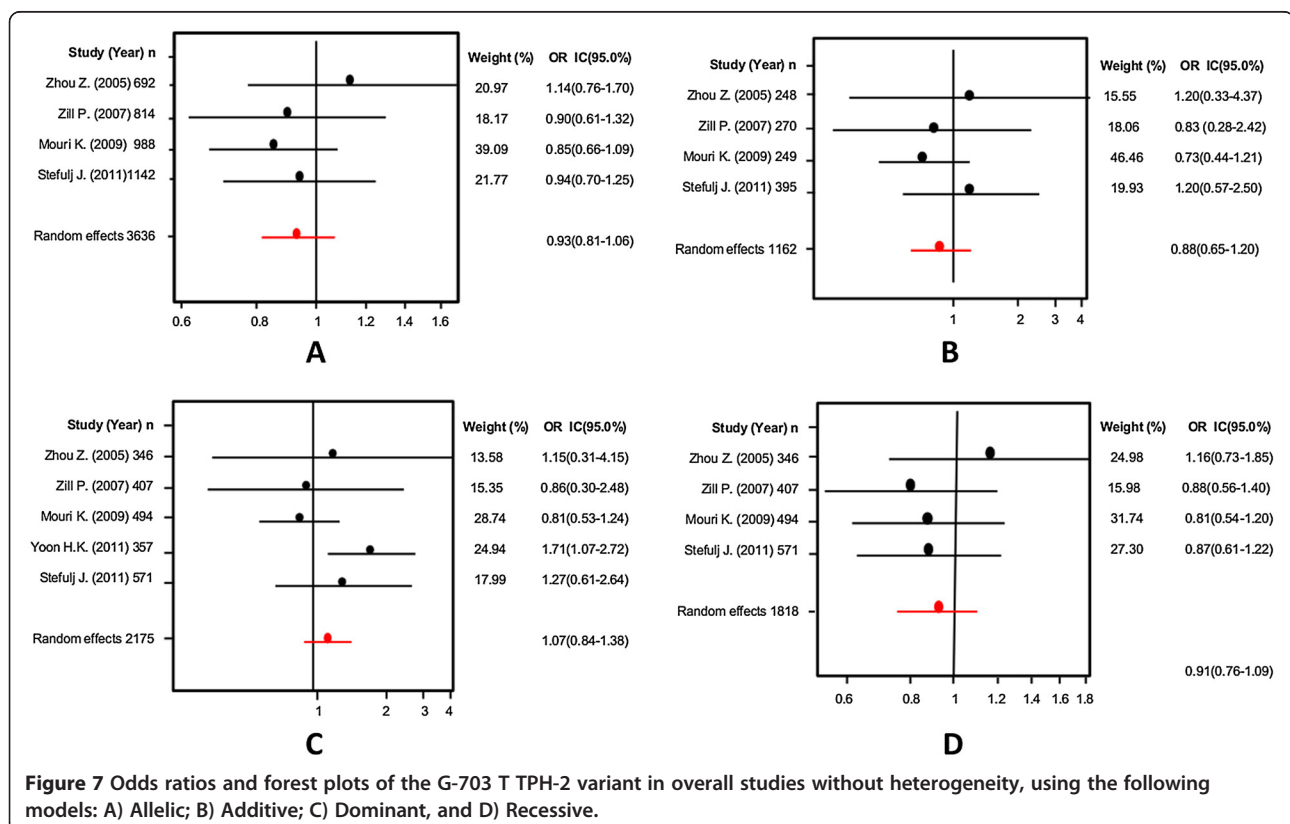 Study (Year) n Weight (%) OR IC(95.0%)
Zhou Z. (2005) 692 20.97 1.14(0.76-1.70)
Zill P. (2007) 814 18.17 0.90(0.61-1.32)
Mouri K. (2009) 988 39.09 0.85(0.66-1.09)
Stefulj J. (2011)1142 21.77 0.94(0.70-1.25)
Random effects 3636 0.93(0.81-1.06)
0.6 0.8 1 1.2 1.4 1.6
A
Study (Year) n Weight (%) OR IC(95.0%)
Zhou Z. (2005) 248 15.55 1.20(0.33-4.37)
Zill P. (2007) 270 18.06 0.83 (0.28-2.42)
Mouri K. (2009) 249 46.46 0.73(0.44-1.21)
Stefulj J. (2011) 395 19.93 1.20(0.57-2.50)
Random effects 1162 0.88(0.65-1.20)
1 2 3 4
B
Study (Year) n Weight (%) OR IC(95.0%)
Zhou Z. (2005) 346 13.58 1.15(0.31-4.15)
Zill P. (2007) 407 15.35 0.86 (0.30-2.48)
Mouri K. (2009) 494 28.74 0.81(0.53-1.24)
Yoon H.K. (2011) 357 24.94 1.71(1.07-2.72)
Stefulj J. (2011) 571 17.99 1.27(0.61-2.64)
Random effects 2175 1.07(0.84-1.38)
1 2 3 4
C
Study (Year) n Weight (%) OR IC(95.0%)
Zhou Z. (2005) 346 24.98 1.16(0.73-1.85)
Zill P. (2007) 407 15.98 0.88(0.56-1.40)
Mouri K. (2009) 494 31.74 0.81(0.54-1.20)
Stefulj J. (2011) 571 27.30 0.87(0.61-1.22)
Random effects 1818
0.91(0.76-1.09)
0.6 0.8 1 1.2 1.4 1.6 1.8
D
Figure 7 Odds ratios and forest plots of the G-703 T TPH-2 variant in overall studies without heterogeneity, using the following
models: A) Allelic; B) Additive; C) Dominant, and D) Recessive.